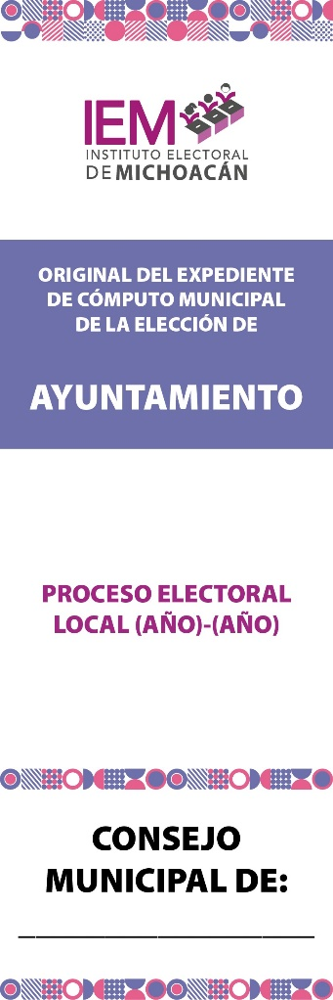 IEM
INSTITUTO ELECTORAL
DE MICHOACÁN
ORIGINAL DEL EXPEDIENTE
DE CÓMPUTO MUNICIPAL
DE LA ELECCIÓN DE
AYUNTAMIENTO
PROCESO ELECTORAL
LOCAL (AÑO)-(AÑO)
CONSEJO
MUNICIPAL DE: